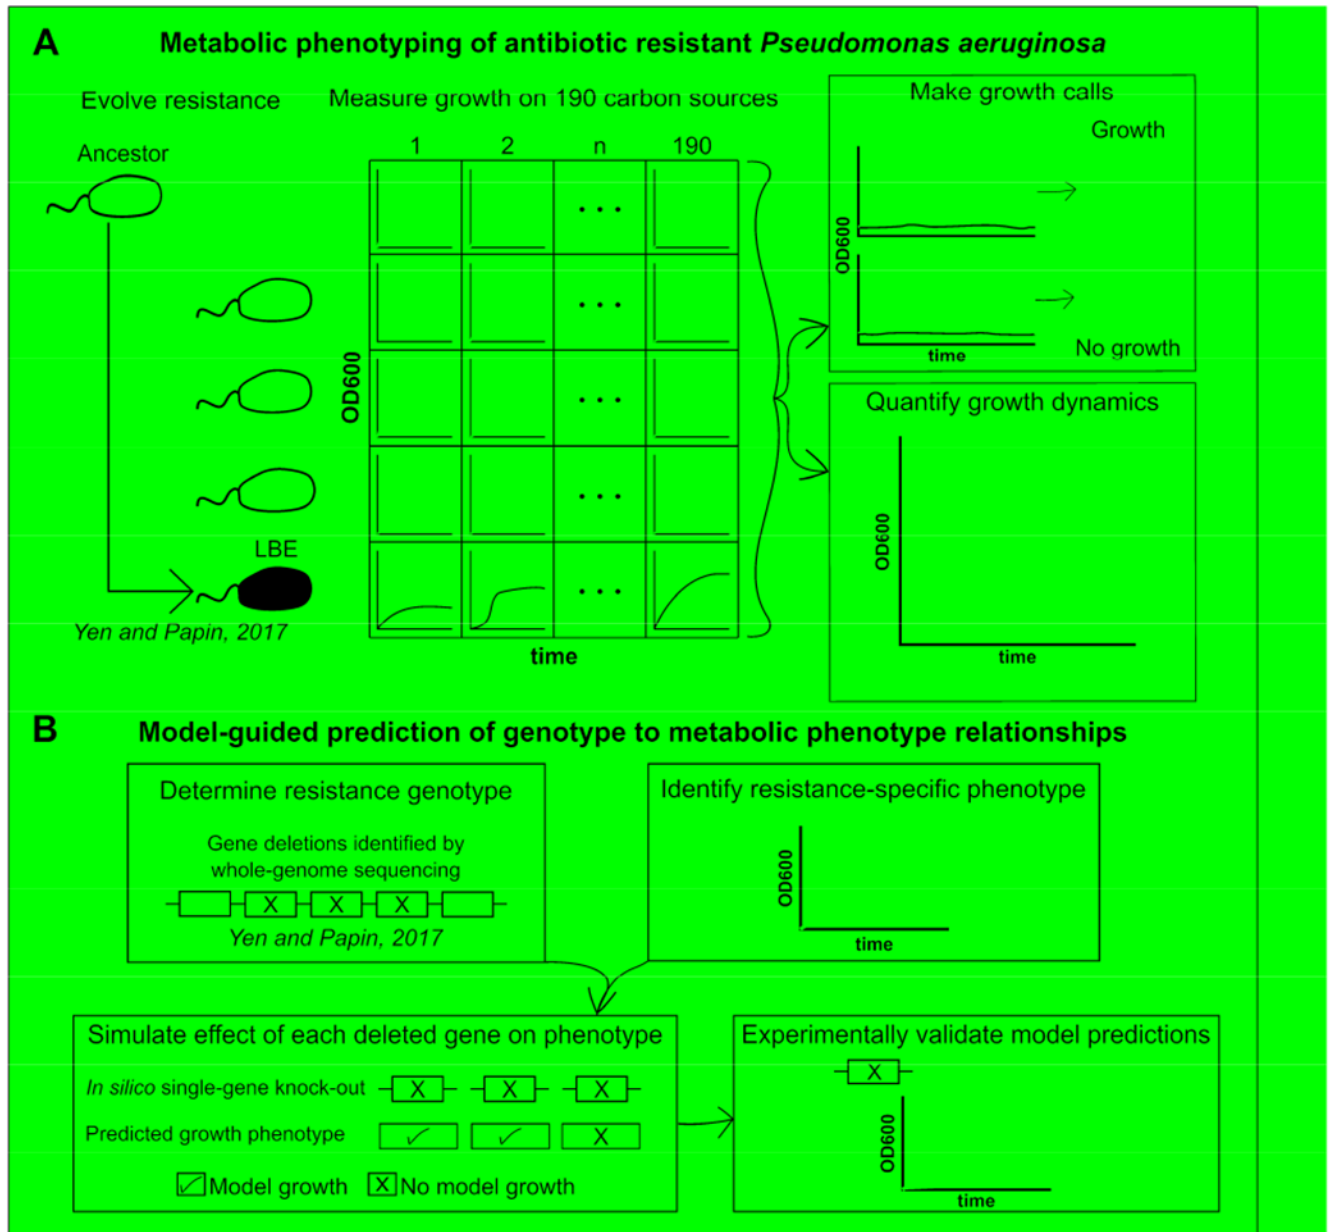 A
Metabolic phenotyping of antibiotic resistant Pseudomonas aeruginosa
Evolve resistance
Ancestor
LBE
Yen and Papin, 2017
Measure growth on 190 carbon sources
1 2 n 190
. . .
. . .
. . .
. . .
. . .
OD600
time
Make growth calls
Growth
OD600
time
No growth
Quantify growth dynamics
OD600
time
B
Model-guided prediction of genotype to metabolic phenotype relationships
Determine resistance genotype
Gene deletions identified by
whole-genome sequencing
X X X
Yen and Papin, 2017
Identify resistance-specific phenotype
OD600
time
Simulate effect of each deleted gene on phenotype
In silico single-gene knock-out X X X
Predicted growth phenotype ✓ ✓ X
✓ Model growth X No model growth
Experimentally validate model predictions
X
OD600
time